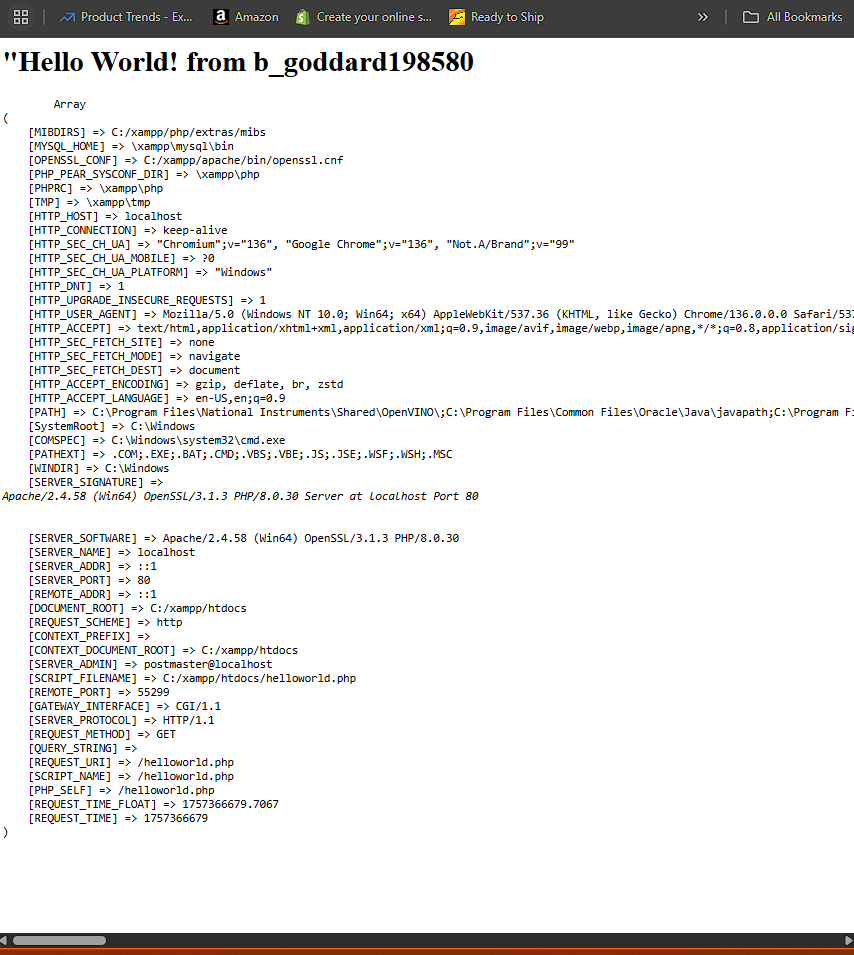 Product Trends - Ex...
Amazon
Create your online s...
Ready to Ship
All Bookmarks
"Hello World! from b_goddard198580
Array
(
[MIBDIRS] => C:/xampp/php/extras/mibs
[MYSQL_HOME] => \xampp\mysql\bin
[OPENSSL_CONF] => C:/xampp/apache/bin/openssl.cnf
[PHP_PEAR_SYSCONF_DIR] => \xampp\php
[PHPRC] => \xampp\php
[TMP] => \xampp\tmp
[HTTP_HOST] => localhost
[HTTP_CONNECTION] => keep-alive
[HTTP_SEC_CH_UA] => "Chromium";v="136", "Google Chrome";v="136", "Not.A/Brand";v="99"
[HTTP_SEC_CH_UA_MOBILE] => ?0
[HTTP_SEC_CH_UA_PLATFORM] => "Windows"
[HTTP_DNT] => 1
[HTTP_UPGRADE_INSECURE_REQUESTS] => 1
[HTTP_USER_AGENT] => Mozilla/5.0 (Windows NT 10.0; Win64; x64) AppleWebKit/537.36 (KHTML, like Gecko) Chrome/136.0.0.0 Safari/537
[HTTP_ACCEPT] => text/html,application/xhtml+xml,application/xml;q=0.9,image/avif,image/webp,image/apng,*/*;q=0.8,application/sig
[HTTP_SEC_FETCH_SITE] => none
[HTTP_SEC_FETCH_MODE] => navigate
[HTTP_SEC_FETCH_DEST] => document
[HTTP_ACCEPT_ENCODING] => gzip, deflate, br, zstd
[HTTP_ACCEPT_LANGUAGE] => en-US,en;q=0.9
[PATH] => C:\Program Files\National Instruments\Shared\OpenVINO\;C:\Program Files\Common Files\Oracle\Java\javapath;C:\Program Fi
[SystemRoot] => C:\Windows
[COMSPEC] => C:\Windows\system32\cmd.exe
[PATHEXT] => .COM;.EXE;.BAT;.CMD;.VBS;.VBE;.JS;.JSE;.WSF;.WSH;.MSC
[WINDIR] => C:\Windows
[SERVER_SIGNATURE] =>
Apache/2.4.58 (Win64) OpenSSL/3.1.3 PHP/8.0.30 Server at localhost Port 80
[SERVER_SOFTWARE] => Apache/2.4.58 (Win64) OpenSSL/3.1.3 PHP/8.0.30
[SERVER_NAME] => localhost
[SERVER_ADDR] => ::1
[SERVER_PORT] => 80
[REMOTE_ADDR] => ::1
[DOCUMENT_ROOT] => C:/xampp/htdocs
[REQUEST_SCHEME] => http
[CONTEXT_PREFIX] =>
[CONTEXT_DOCUMENT_ROOT] => C:/xampp/htdocs
[SERVER_ADMIN] => postmaster@localhost
[SCRIPT_FILENAME] => C:/xampp/htdocs/helloworld.php
[REMOTE_PORT] => 55299
[GATEWAY_INTERFACE] => CGI/1.1
[SERVER_PROTOCOL] => HTTP/1.1
[REQUEST_METHOD] => GET
[QUERY_STRING] =>
[REQUEST_URI] => /helloworld.php
[SCRIPT_NAME] => /helloworld.php
[PHP_SELF] => /helloworld.php
[REQUEST_TIME_FLOAT] => 1757366679.7067
[REQUEST_TIME] => 1757366679
)